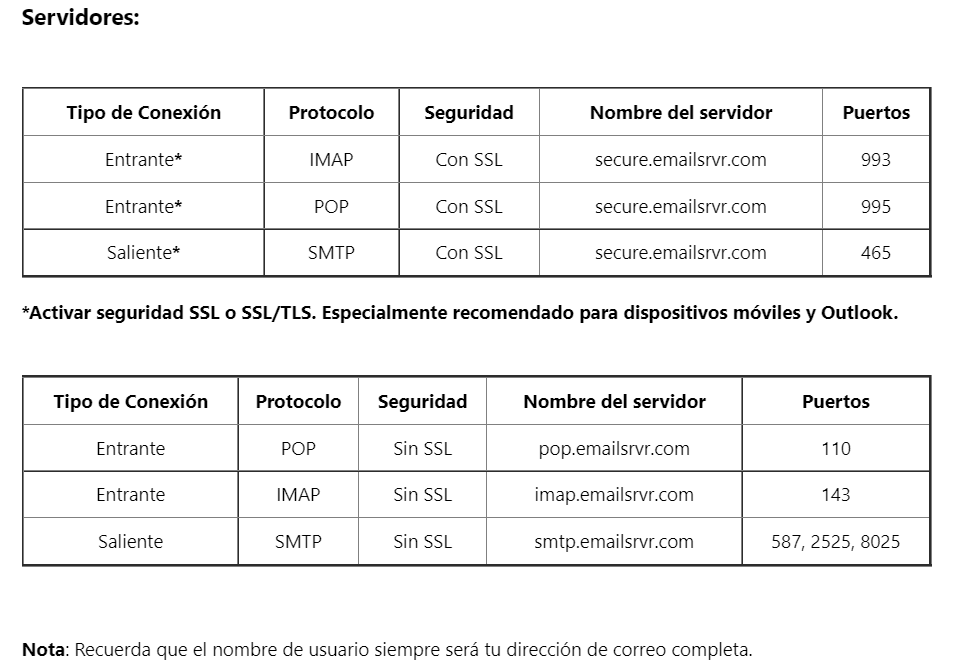 Servidores:
Tipo de Conexión Protocolo Seguridad Nombre del servidor Puertos
Entrante* IMAP Con SSL secure.emailsrvr.com 993
Entrante* POP Con SSL secure.emailsrvr.com 995
Saliente* SMTP Con SSL secure.emailsrvr.com 465
*Activar seguridad SSL o SSL/TLS. Especialmente recomendado para dispositivos móviles y Outlook.
Tipo de Conexión Protocolo Seguridad Nombre del servidor Puertos
Entrante POP Sin SSL pop.emailsrvr.com 110
Entrante IMAP Sin SSL imap.emailsrvr.com 143
Saliente SMTP Sin SSL smtp.emailsrvr.com 587, 2525, 8025
Nota: Recuerda que el nombre de usuario siempre será tu dirección de correo completa.